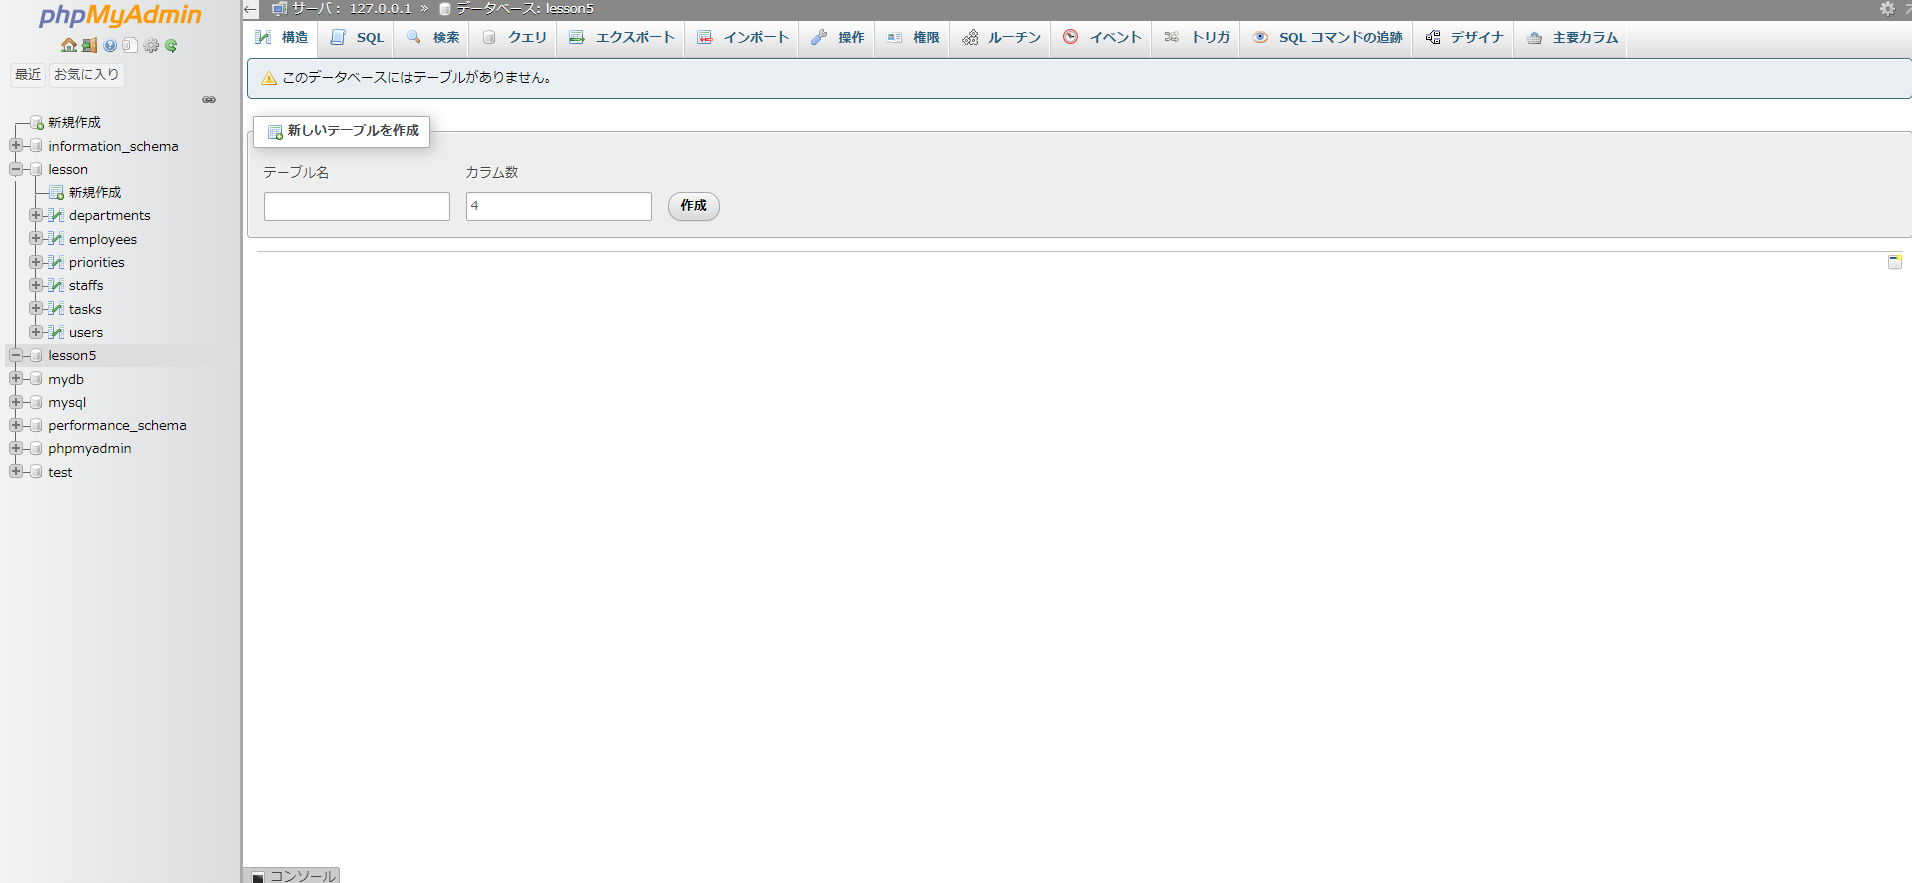 phpMyAdmin
最近 お気に入り
新規作成
information_schema
lesson
新規作成
departments
employees
priorities
staffs
tasks
users
lesson5
mydb
mysql
performance_schema
phpmyadmin
test
サーバ: 127.0.0.1 » データベース: lesson5
構造 SQL 検索 クエリ エクスポート インポート 操作 権限 ルーチン イベント トリガ SQL コマンドの追跡 デザイナ 主要カラム
このデータベースにはテーブルがありません。
新しいテーブルを作成
テーブル名 カラム数
4 作成
コンソール